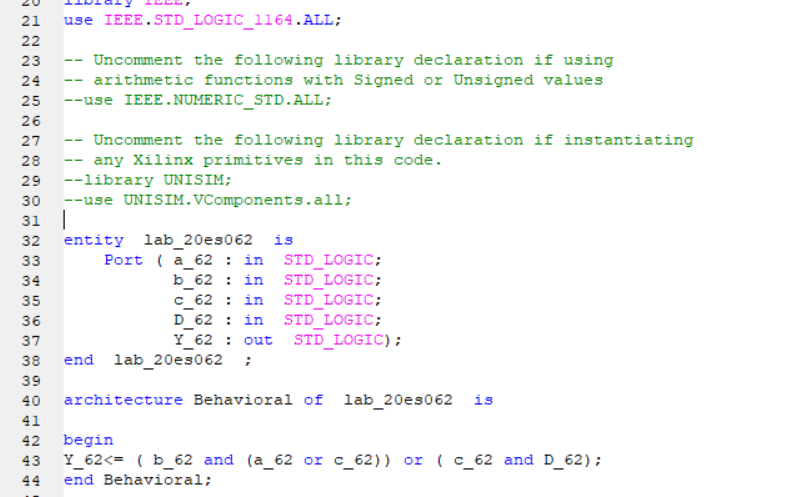 20 library IEEE;
21 use IEEE.STD_LOGIC_1164.ALL;
22
23 -- Uncomment the following library declaration if using
24 -- arithmetic functions with Signed or Unsigned values
25 --use IEEE.NUMERIC_STD.ALL;
26
27 -- Uncomment the following library declaration if instantiating
28 -- any Xilinx primitives in this code.
29 --library UNISIM;
30 --use UNISIM.VComponents.all;
31
32 entity  lab_20es062  is
33     Port ( a_62 : in  STD_LOGIC;
34            b_62 : in  STD_LOGIC;
35            c_62 : in  STD_LOGIC;
36            D_62 : in  STD_LOGIC;
37            Y_62 : out  STD_LOGIC);
38 end  lab_20es062  ;
39
40 architecture Behavioral of  lab_20es062  is
41
42 begin
43 Y_62<= ( b_62 and (a_62 or c_62)) or ( c_62 and D_62);
44 end Behavioral;